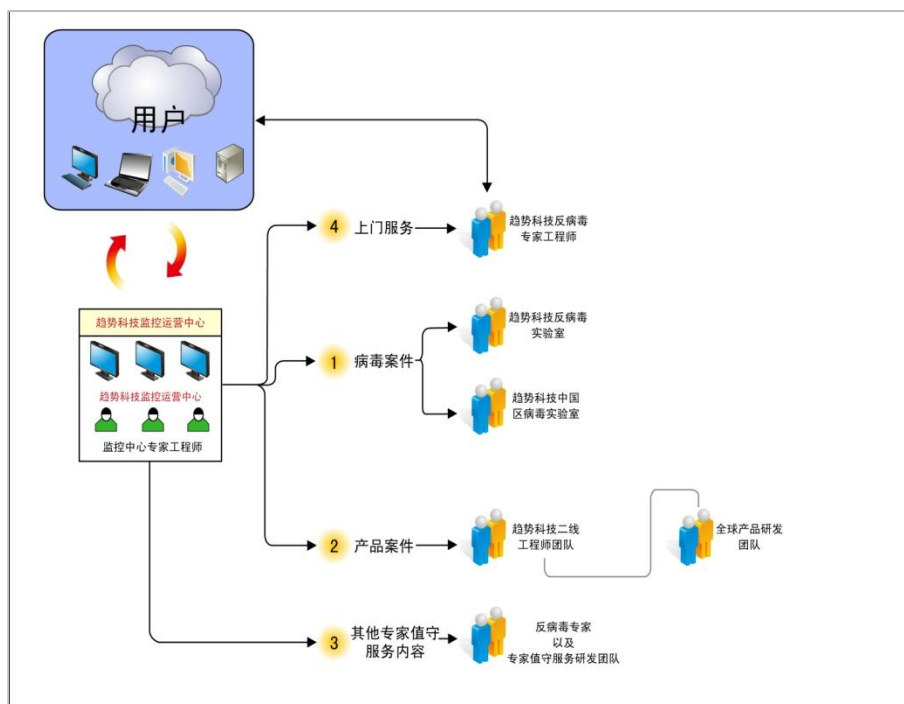 用户
4
上门服务
趋势科技反病毒
专家工程师
趋势科技监控运营中心
趋势科技监控运营中心
监控中心专家工程师
1
病毒案件
趋势科技反病毒
实验室
趋势科技中国
区病毒实验室
2
产品案件
趋势科技二线
工程师团队
全球产品研发
团队
3
其他专家值守
服务内容
反病毒专家
以及
专家值守服务研发团队